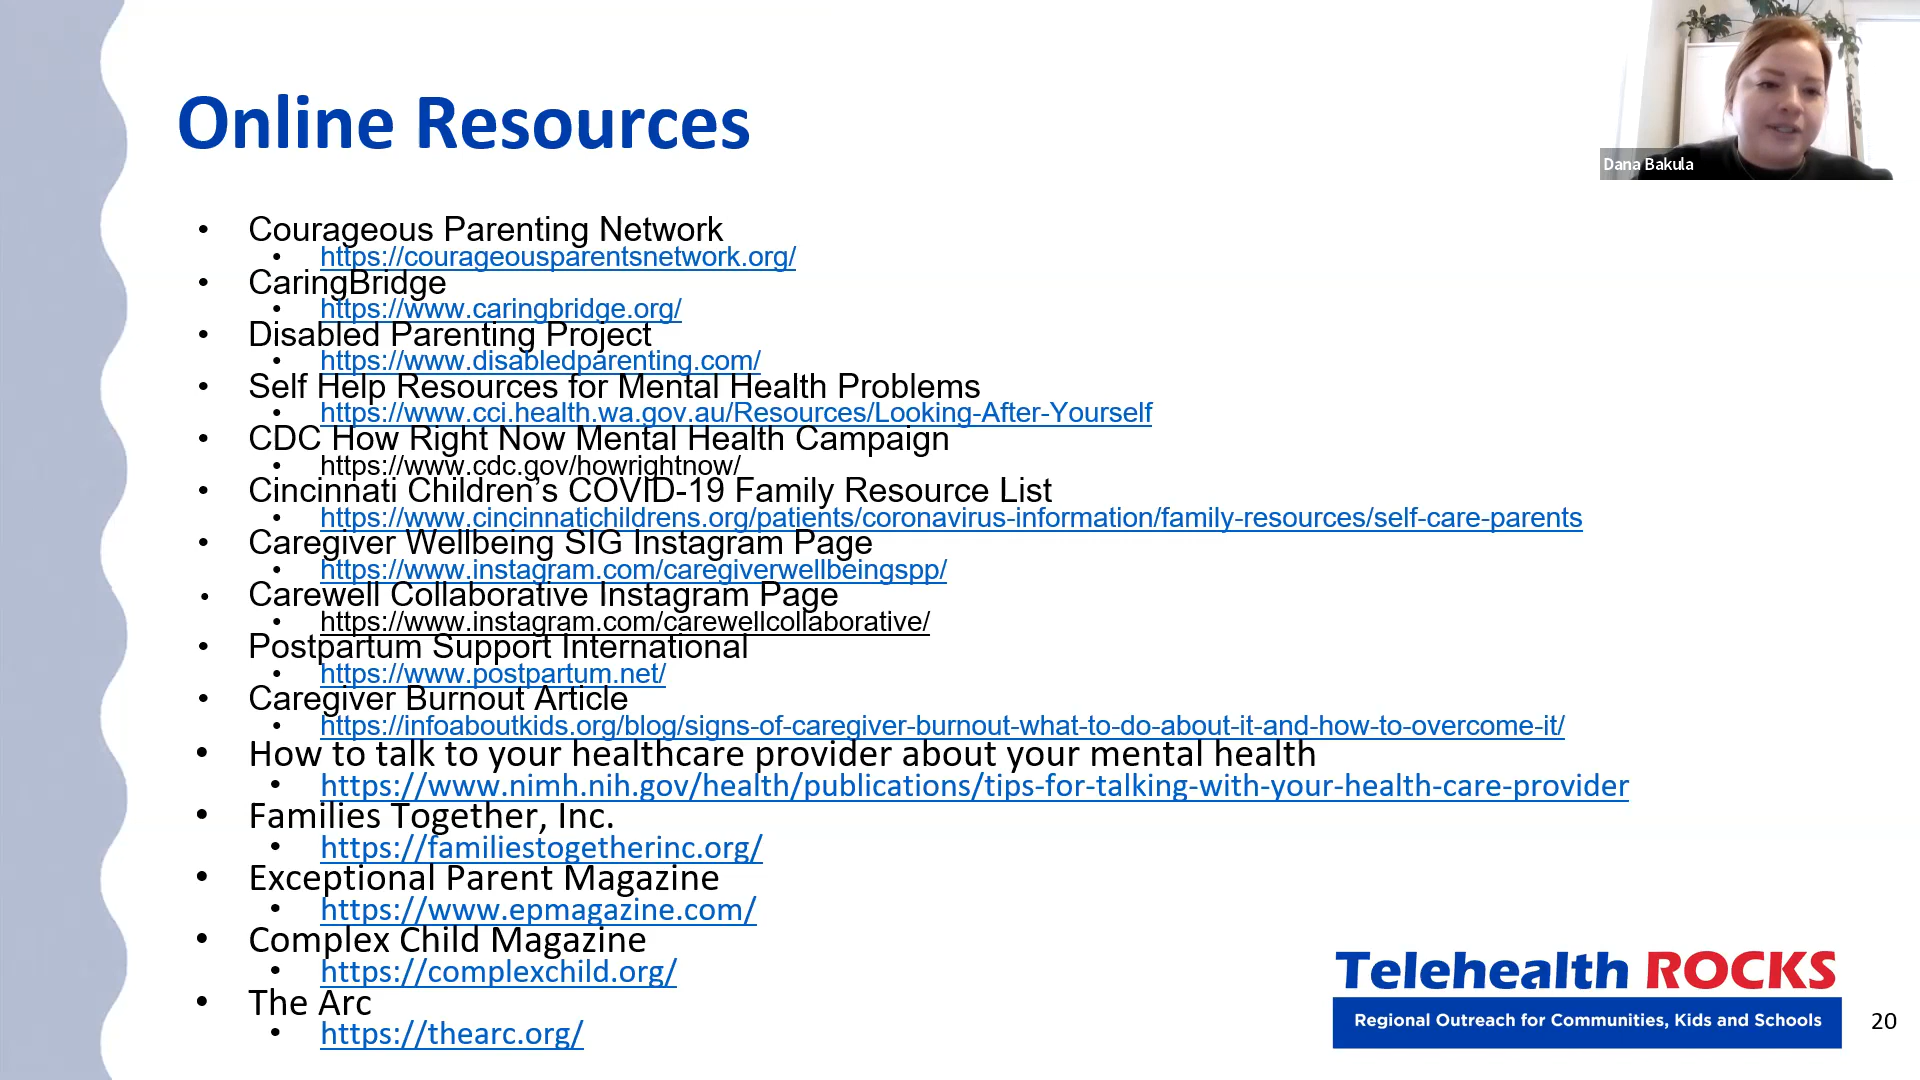 Online Resources
Dana Bakula
• Courageous Parenting Network
• https://courageousparentsnetwork.org/
• CaringBridge
• https://www.caringbridge.org/
• Disabled Parenting Project
• https://www.disabledparenting.com/
• Self Help Resources for Mental Health Problems
• https://www.cci.health.wa.gov.au/Resources/Looking-After-Yourself
• CDC How Right Now Mental Health Campaign
• https://www.cdc.gov/howrightnow/
• Cincinnati Children’s COVID-19 Family Resource List
• https://www.cincinnatichildrens.org/patients/coronavirus-information/family-resources/self-care-parents
• Caregiver Wellbeing SIG Instagram Page
• https://www.instagram.com/caregiverwellbeingspp/
• Carewell Collaborative Instagram Page
• https://www.instagram.com/carewellcollaborative/
• Postpartum Support International
• https://www.postpartum.net/
• Caregiver Burnout Article
• https://infoaboutkids.org/blog/signs-of-caregiver-burnout-what-to-do-about-it-and-how-to-overcome-it/
• How to talk to your healthcare provider about your mental health
• https://www.nimh.nih.gov/health/publications/tips-for-talking-with-your-health-care-provider
• Families Together, Inc.
• https://familiestogetherinc.org/
• Exceptional Parent Magazine
• https://www.epmagazine.com/
• Complex Child Magazine
• https://complexchild.org/
• The Arc
• https://thearc.org/
Telehealth ROCKS
Regional Outreach for Communities, Kids and Schools
20